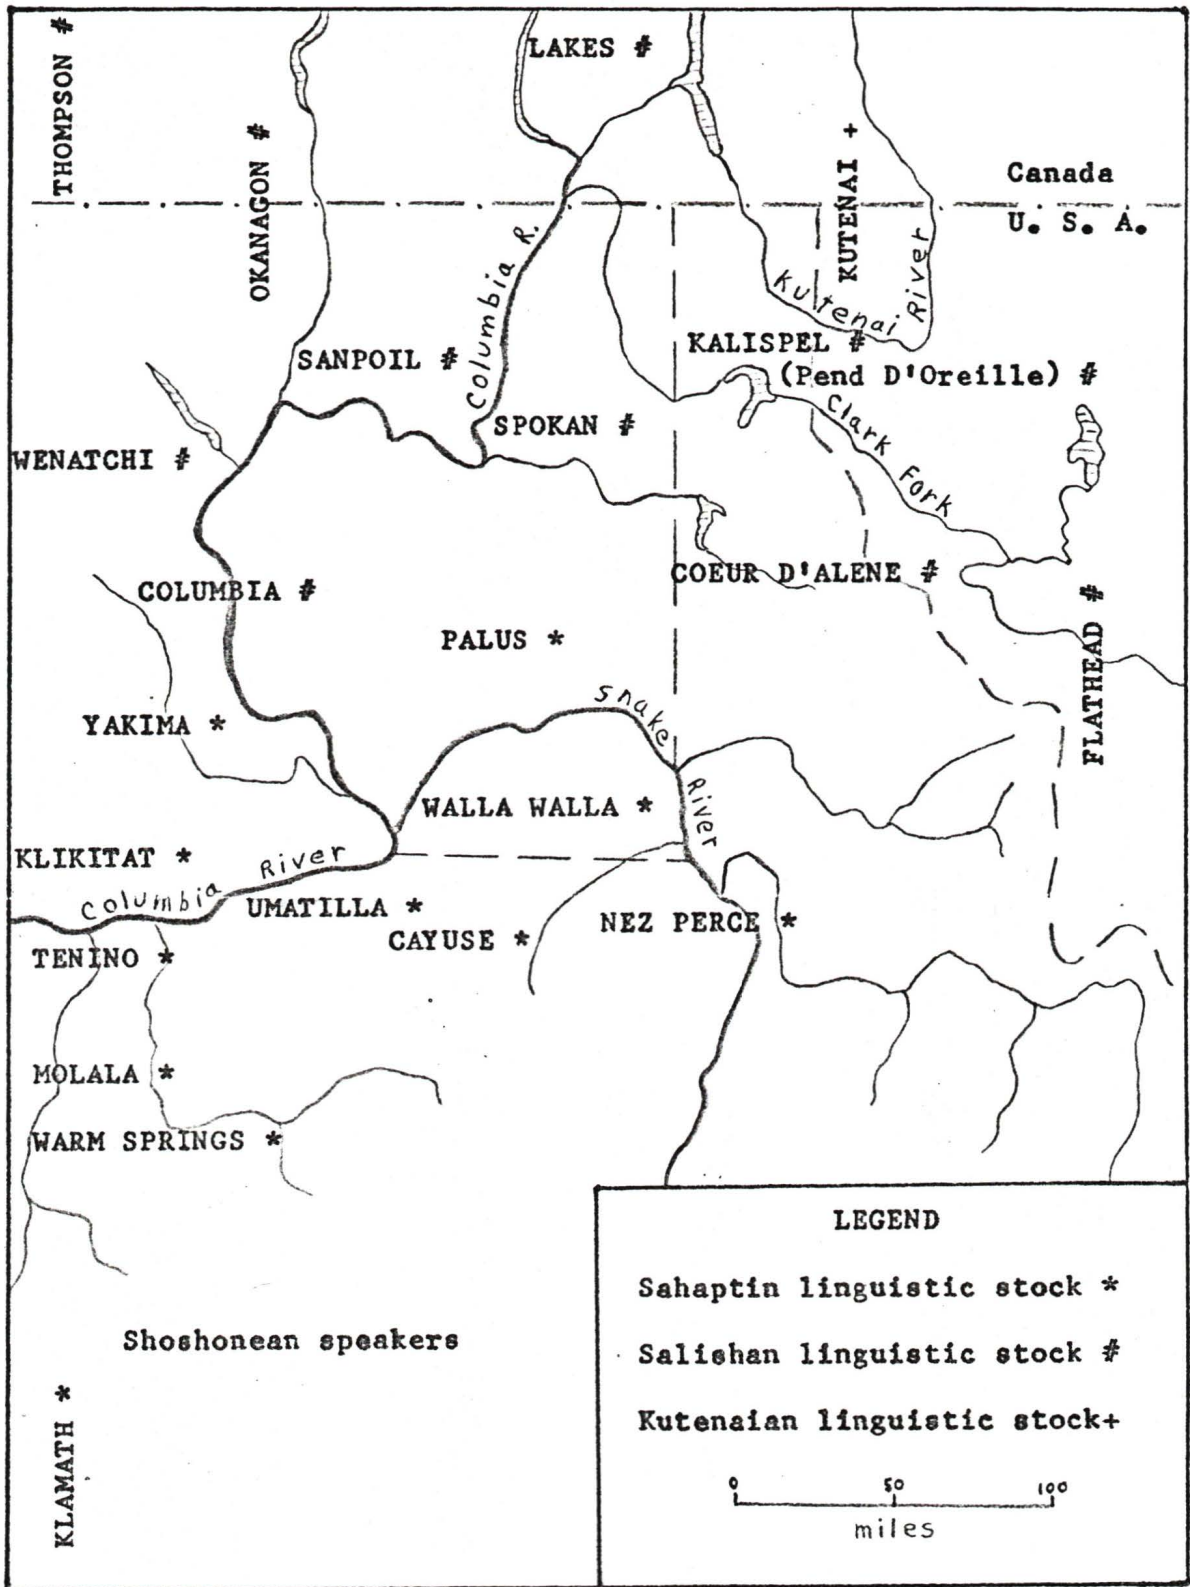 THOMPSON #
LAKES #
OKANAGON #
KUTENAI +
Canada
U. S. A.
Columbia R.
Kutenai River
SANPOIL #
KALISPEL #
(Pend D'Oreille) #
Clark Fork
SPOKAN #
WENATCHI #
COEUR D'ALENE #
COLUMBIA #
FLATHEAD #
PALUS *
Snake River
YAKIMA *
WALLA WALLA *
KLIKITAT *
Columbia River
UMATILLA *
CAYUSE *
NEZ PERCE *
TENINO *
MOLALA *
WARM SPRINGS *
Shoshonean speakers
KLAMATH *
LEGEND
Sahaptin linguistic stock *
Salishan linguistic stock #
Kutenaian linguistic stock+
0 50 100
miles